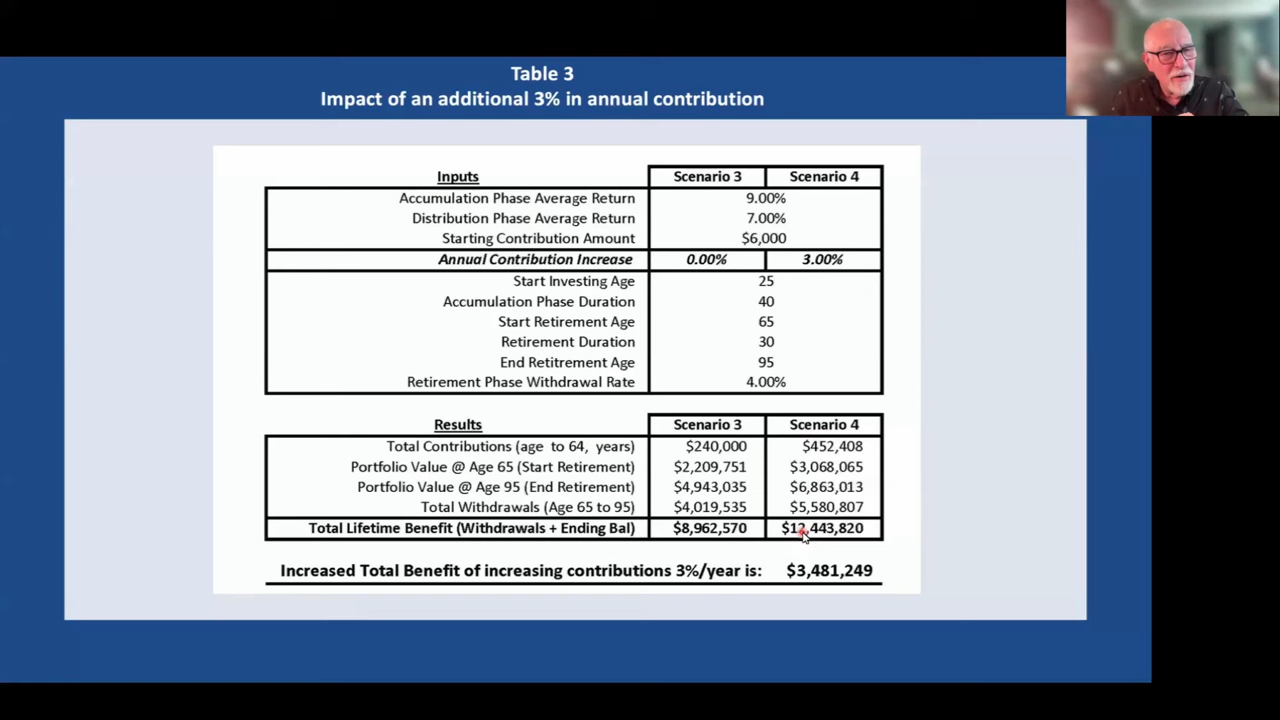 Table 3
Impact of an additional 3% in annual contribution
Inputs Scenario 3 Scenario 4
Accumulation Phase Average Return 9.00%
Distribution Phase Average Return 7.00%
Starting Contribution Amount $6,000
Annual Contribution Increase 0.00% 3.00%
Start Investing Age 25
Accumulation Phase Duration 40
Start Retirement Age 65
Retirement Duration 30
End Retitrement Age 95
Retirement Phase Withdrawal Rate 4.00%
Results Scenario 3 Scenario 4
Total Contributions (age to 64, years) $240,000 $452,408
Portfolio Value @ Age 65 (Start Retirement) $2,209,751 $3,068,065
Portfolio Value @ Age 95 (End Retirement) $4,943,035 $6,863,013
Total Withdrawals (Age 65 to 95) $4,019,535 $5,580,807
Total Lifetime Benefit (Withdrawals + Ending Bal) $8,962,570 $12,443,820
Increased Total Benefit of increasing contributions 3%/year is: $3,481,249